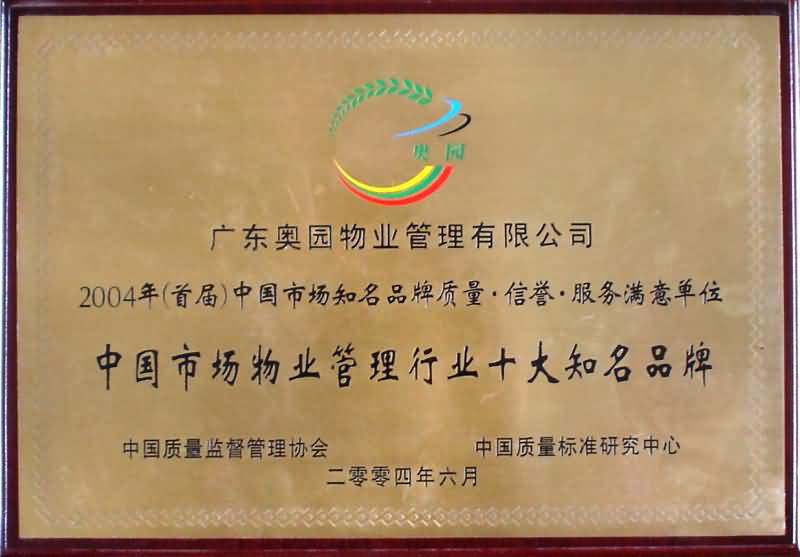 奥园
广东奥园物业管理有限公司
2004年(首届)中国市场知名品牌质量·信誉·服务满意单位
中国市场物业管理行业十大知名品牌
中国质量监督管理协会 中国质量标准研究中心
二零零四年六月